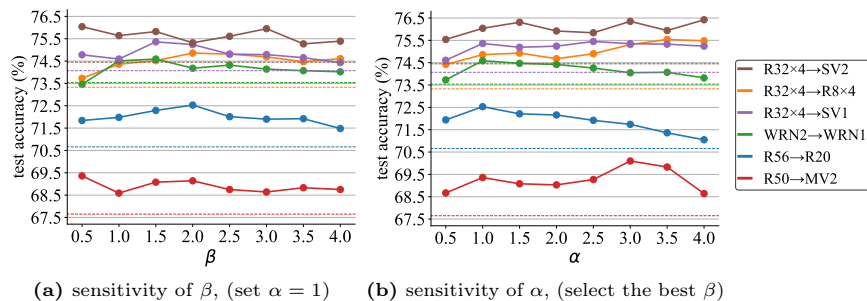 76.5
75.5
74.5
73.5
72.5
71.5
70.5
69.5
68.5
67.5
test accuracy (%)
0.5 1.0 1.5 2.0 2.5 3.0 3.5 4.0
β
(a) sensitivity of β, (set α = 1)
76.5
75.5
74.5
73.5
72.5
71.5
70.5
69.5
68.5
67.5
test accuracy (%)
0.5 1.0 1.5 2.0 2.5 3.0 3.5 4.0
α
(b) sensitivity of α, (select the best β)
R32×4→SV2
R32×4→R8×4
R32×4→SV1
WRN2→WRN1
R56→R20
R50→MV2